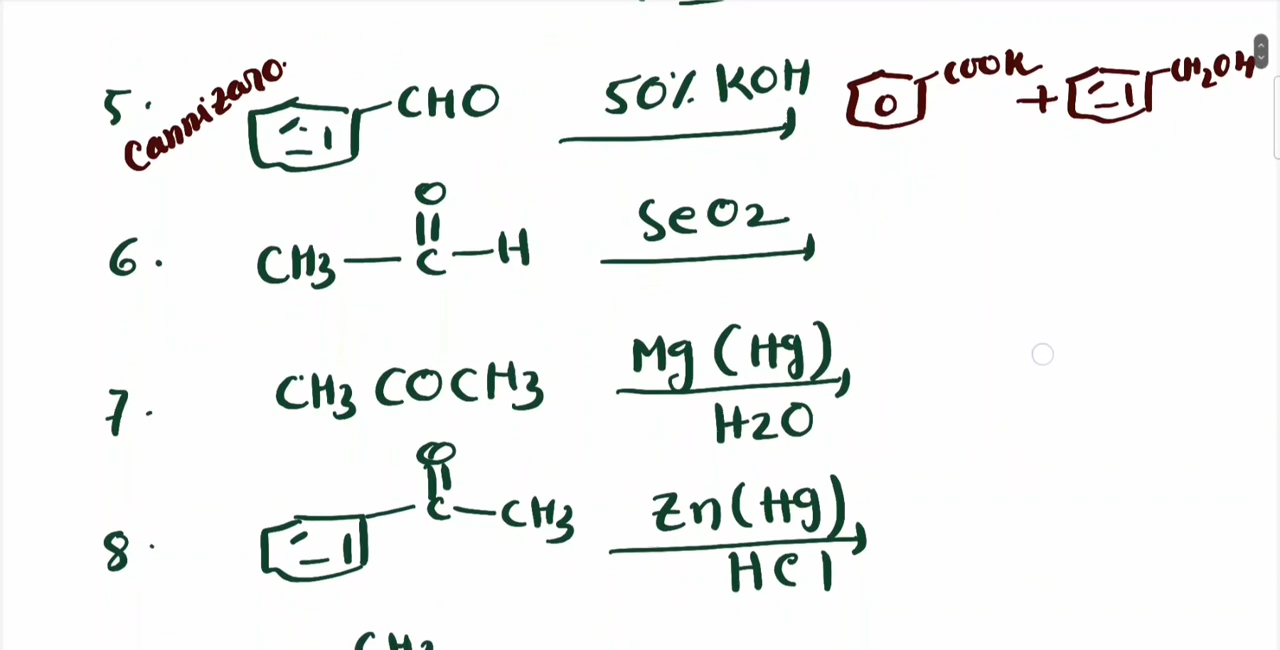 5. Cannizaro. CHO 50% KOH COOK + CH2OH
O
6. CH3—C—H SeO2
7. CH3COCH3 Mg(Hg), H2O
O
8. C—CH3 Zn(Hg), HCl